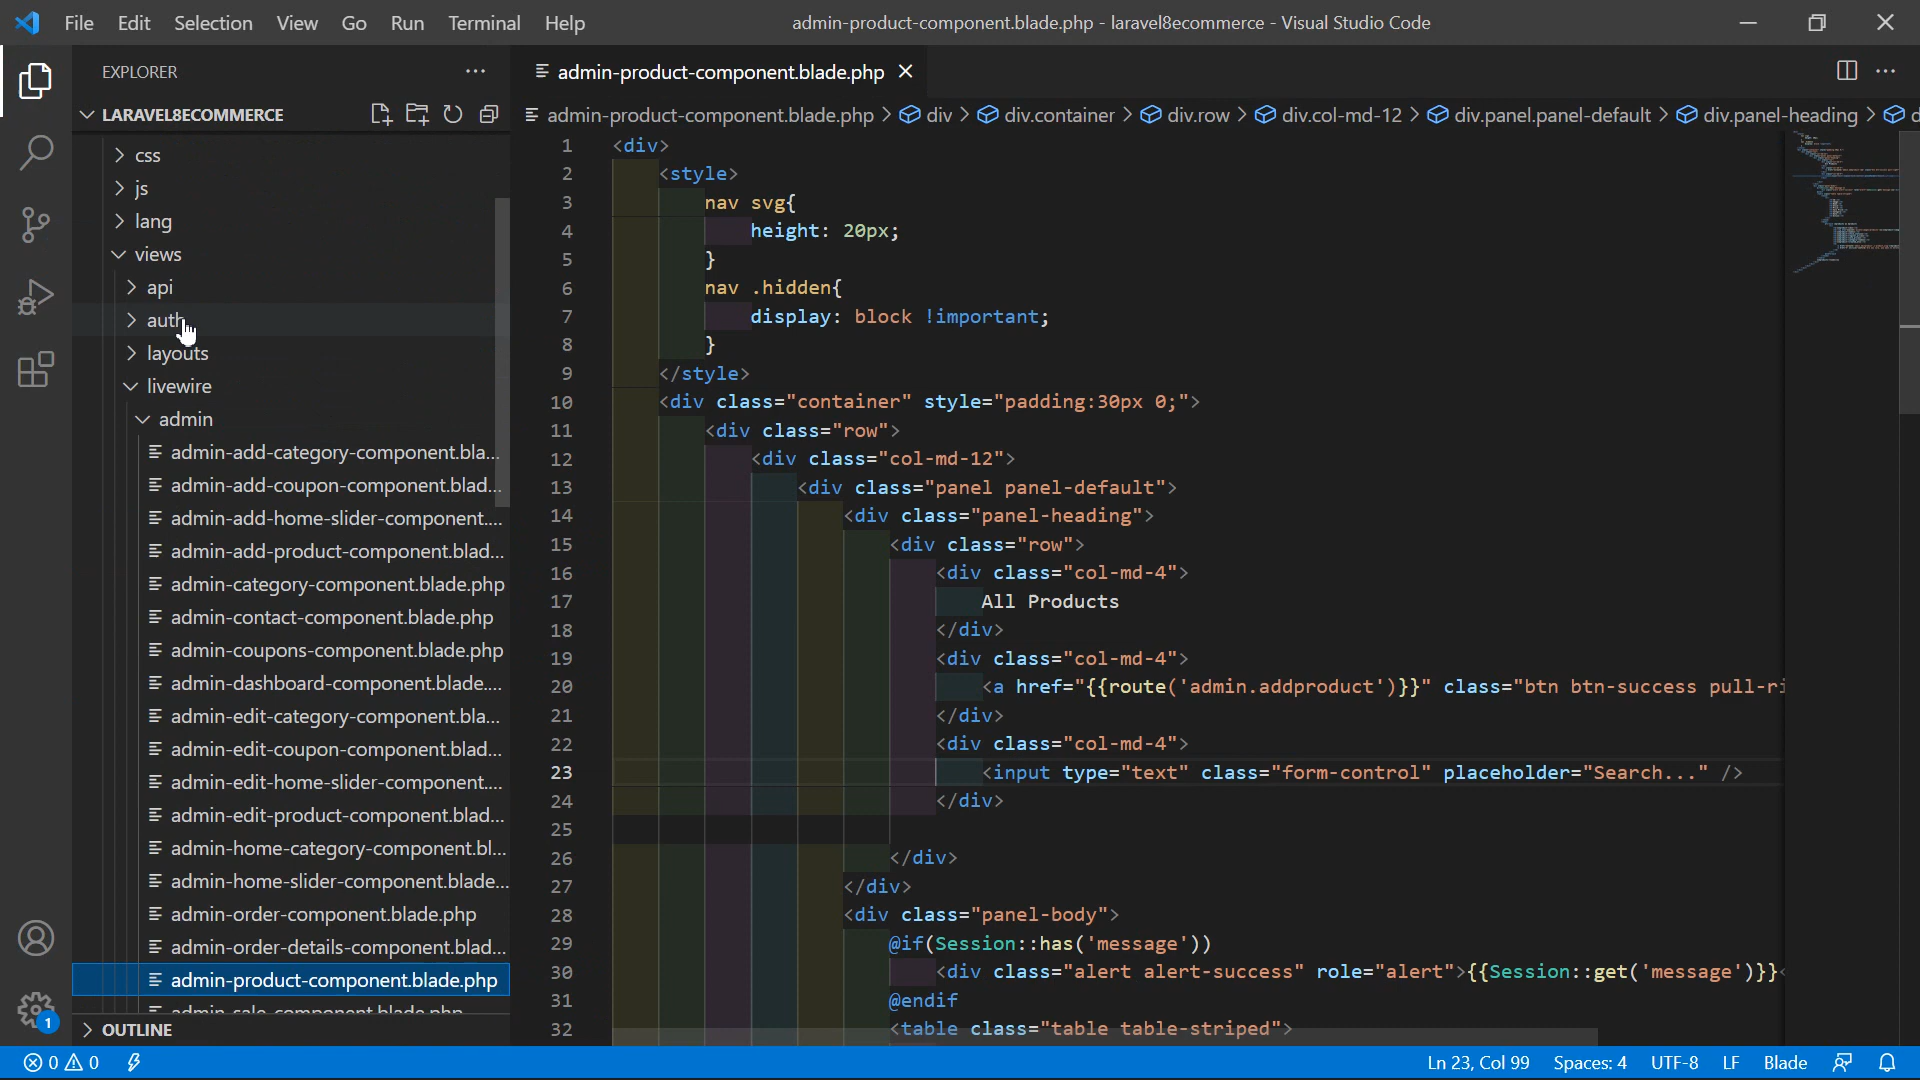 File Edit Selection View Go Run Terminal Help
admin-product-component.blade.php - laravel8ecommerce - Visual Studio Code
EXPLORER
LARAVEL8ECOMMERCE
css
js
lang
views
api
auth
layouts
livewire
admin
admin-add-category-component.bla...
admin-add-coupon-component.blad...
admin-add-home-slider-component....
admin-add-product-component.blad...
admin-category-component.blade.php
admin-contact-component.blade.php
admin-coupons-component.blade.php
admin-dashboard-component.blade....
admin-edit-category-component.bla...
admin-edit-coupon-component.blad...
admin-edit-home-slider-component....
admin-edit-product-component.blad...
admin-home-category-component.bl...
admin-home-slider-component.blade...
admin-order-component.blade.php
admin-order-details-component.blad...
admin-product-component.blade.php
admin-sale-component.blade.php
OUTLINE
admin-product-component.blade.php
admin-product-component.blade.php > div > div.container > div.row > div.col-md-12 > div.panel.panel-default > div.panel-heading > d
1 <div>
2 <style>
3 nav svg{
4 height: 20px;
5 }
6 nav .hidden{
7 display: block !important;
8 }
9 </style>
10 <div class="container" style="padding:30px 0;">
11 <div class="row">
12 <div class="col-md-12">
13 <div class="panel panel-default">
14 <div class="panel-heading">
15 <div class="row">
16 <div class="col-md-4">
17 All Products
18 </div>
19 <div class="col-md-4">
20 <a href="{{route('admin.addproduct')}}" class="btn btn-success pull-ri
21 </div>
22 <div class="col-md-4">
23 <input type="text" class="form-control" placeholder="Search..." />
24 </div>
25
26 </div>
27 </div>
28 <div class="panel-body">
29 @if(Session::has('message'))
30 <div class="alert alert-success" role="alert">{{Session::get('message')}}<
31 @endif
32 <table class="table table-striped">
0 0
1
Ln 23, Col 99 Spaces: 4 UTF-8 LF Blade